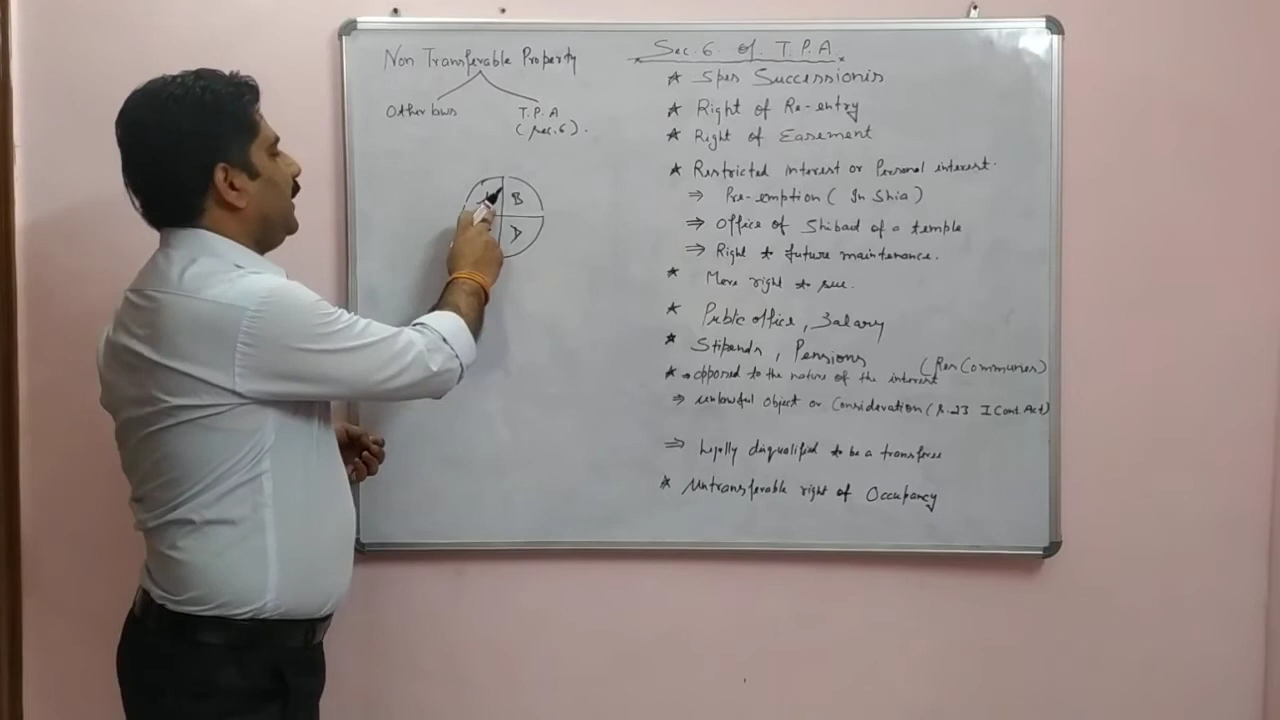 Non Transferable Property
Other laws
T.P.A
(Sec.6).
A B
D
Sec. 6 of T.P.A.
★ Spes Successionis
★ Right of Re-entry
★ Right of Easement
★ Restricted interest or Personal interest.
⇒ Pre-emption ( In Shia )
⇒ Office of Shibad of a temple
⇒ Right to future maintenance.
★ Mere right to sue.
★ Public office, Salary
★ Stipends, Pensions
★ opposed to the nature of the interest (Res Communes)
⇒ unlawful Object or Consideration (S.23 I Cont. Act)
⇒ Legally disqualified to be a transferee
★ Untransferable right of Occupancy